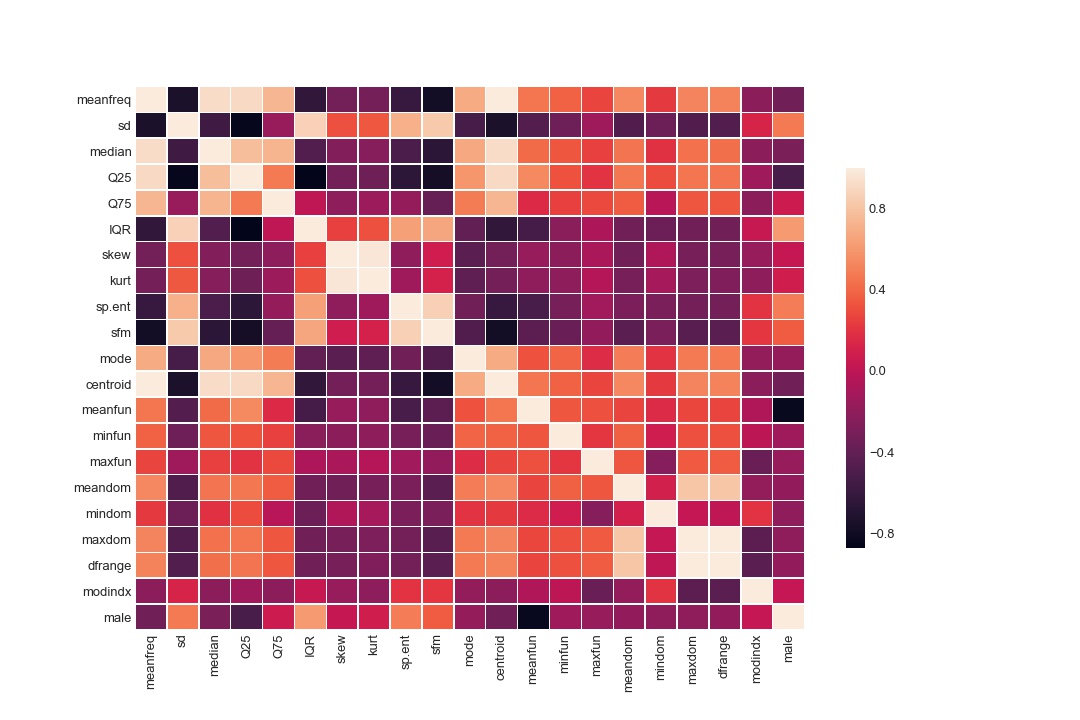 meanfreq
sd
median
Q25
Q75
IQR
skew
kurt
sp.ent
sfm
mode
centroid
meanfun
minfun
maxfun
meandom
mindom
maxdom
dfrange
modindx
male
meanfreq sd median Q25 Q75 IQR skew kurt sp.ent sfm mode centroid meanfun minfun maxfun meandom mindom maxdom dfrange modindx male
0.8
0.4
0.0
−0.4
−0.8